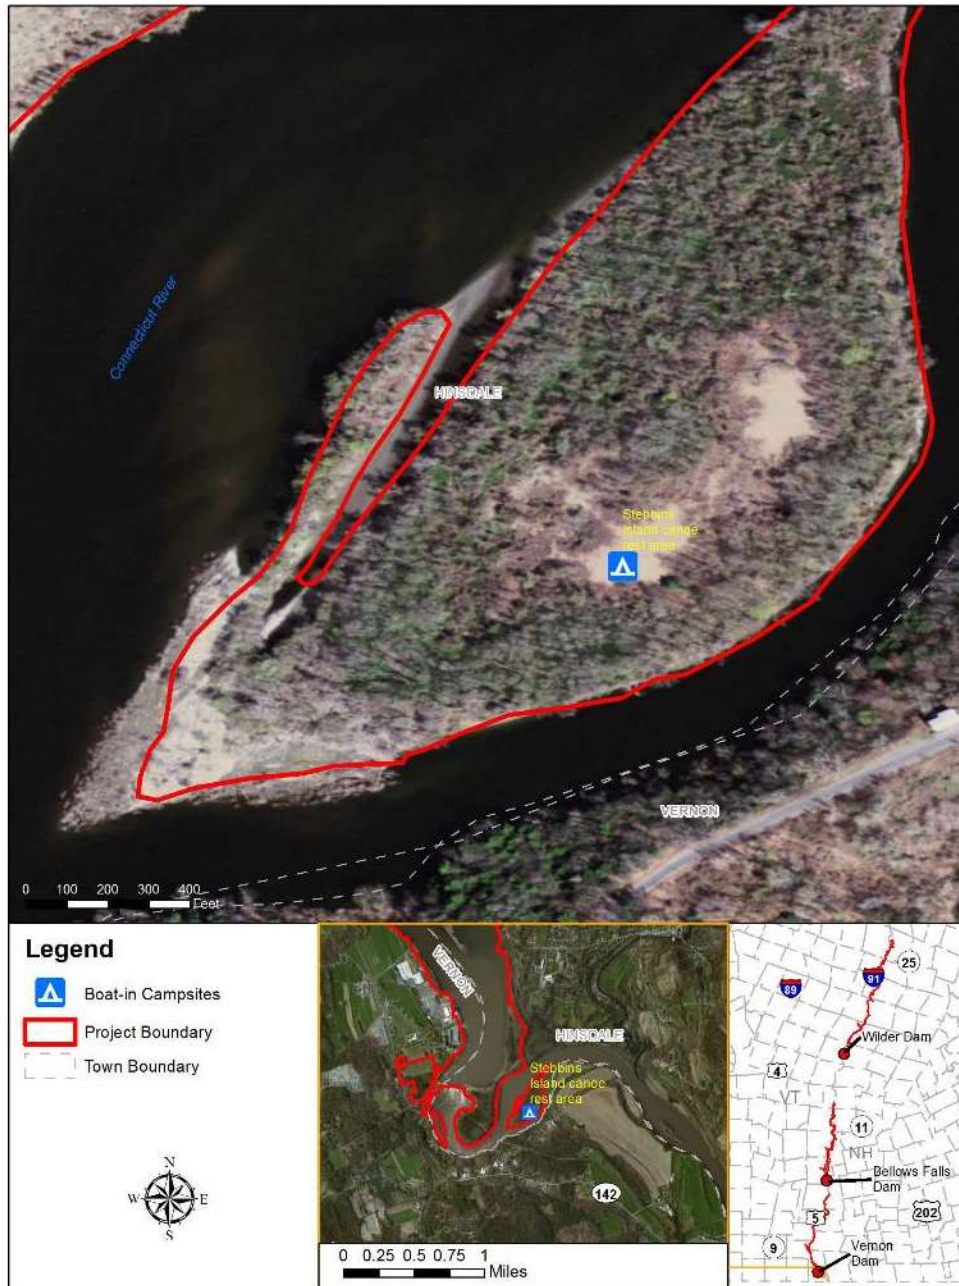 Connecticut River
HINSDALE
Stebbins
Island canoe
rest area
VERNON
0 100 200 300 400
Feet
Legend
Boat-in Campsites
Project Boundary
Town Boundary
N
W E
S
VERNON
HINSDALE
Stebbins
Island canoe
rest area
142
0 0.25 0.5 0.75 1
Miles
25
91
89
Wilder Dam
4
VT
11
NH
Bellows Falls
Dam
5
202
9
Vernon
Dam